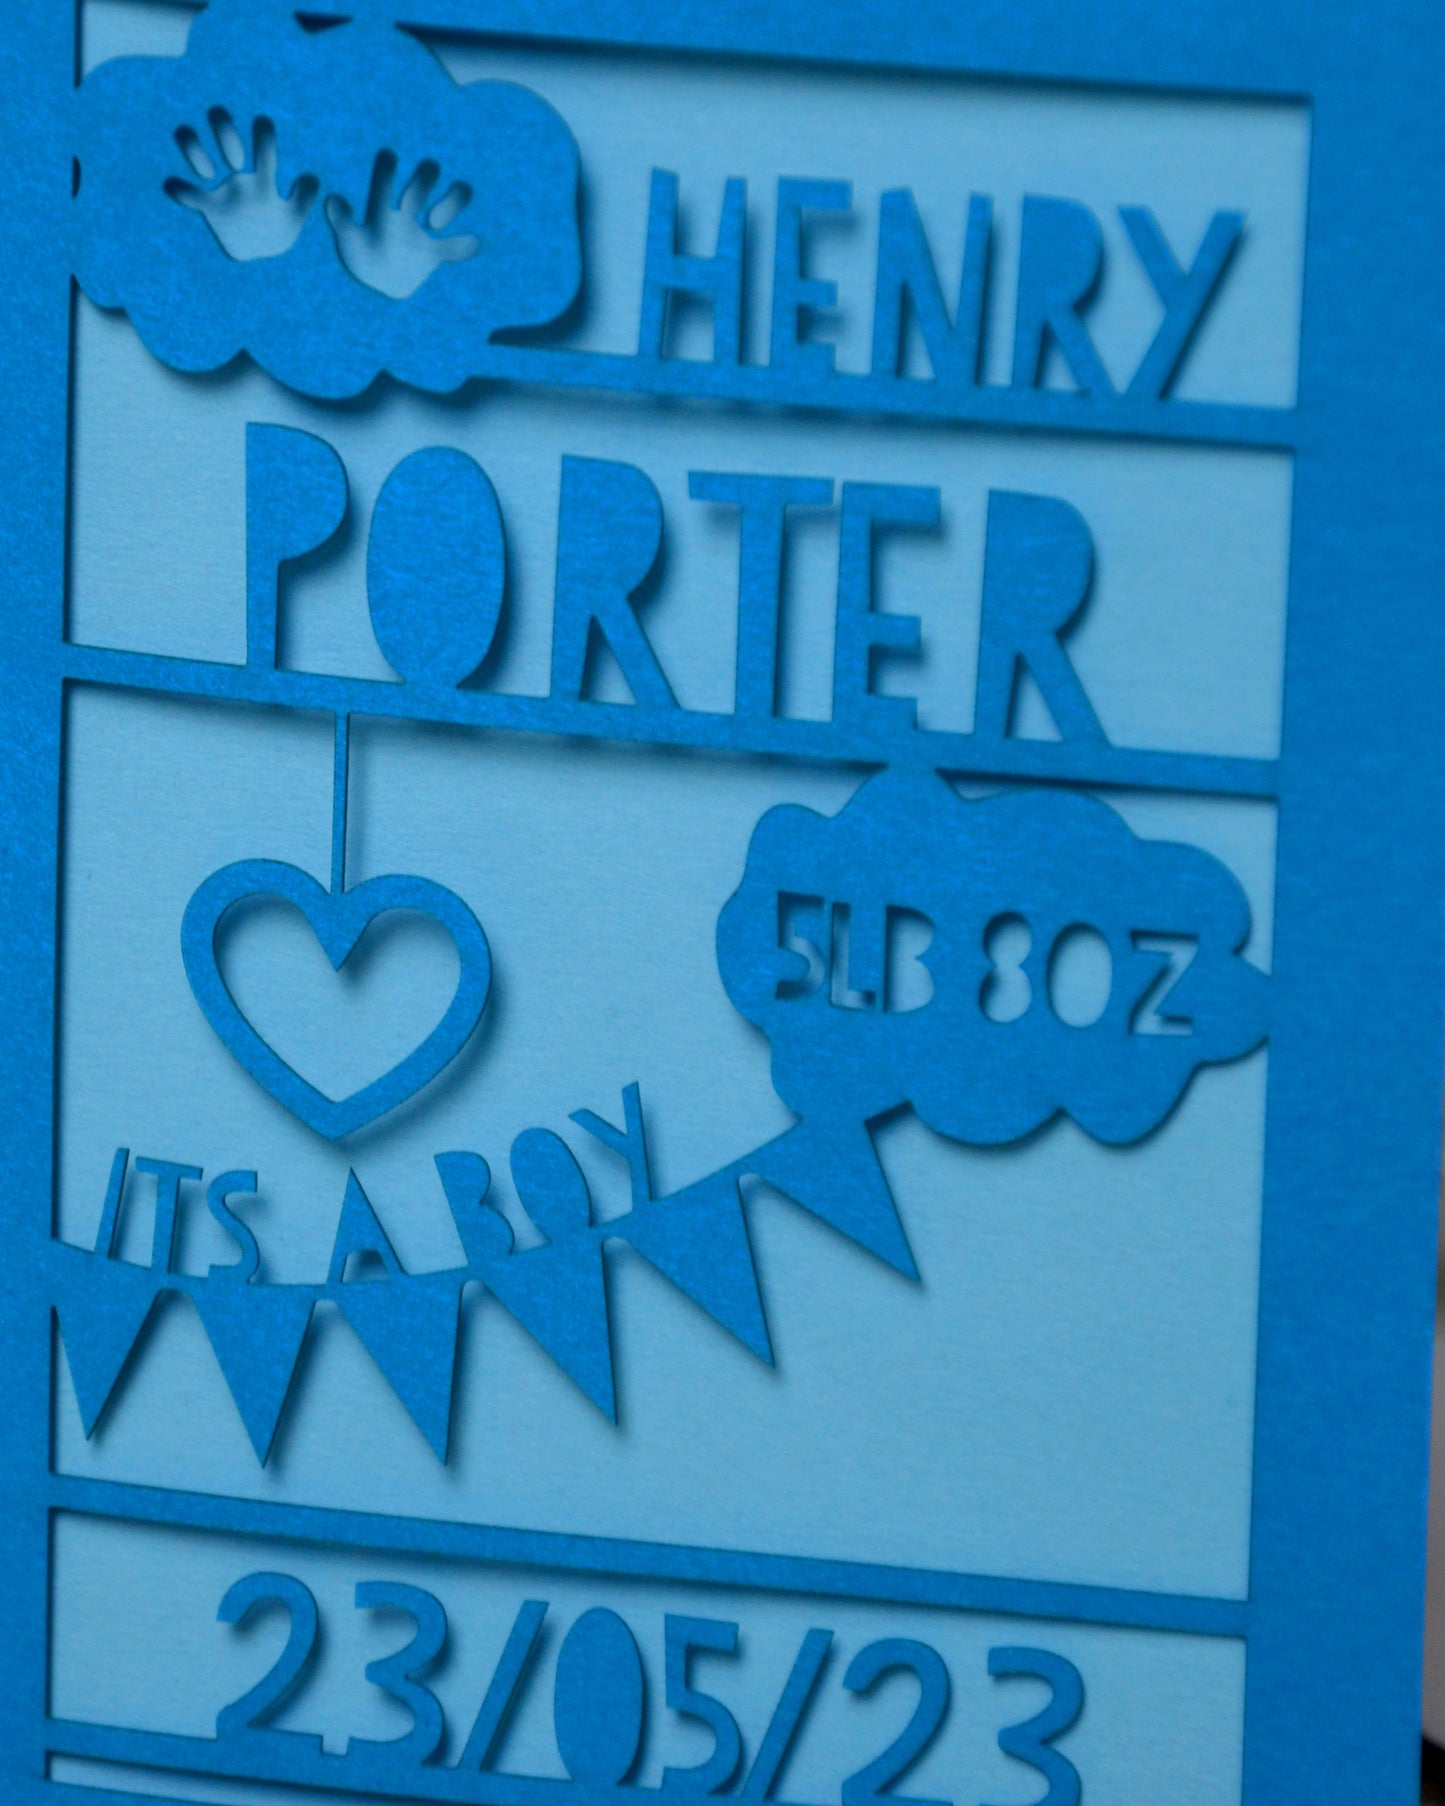 HENRY
PORTER
5LB 8OZ
ITS A BOY
23/05/23